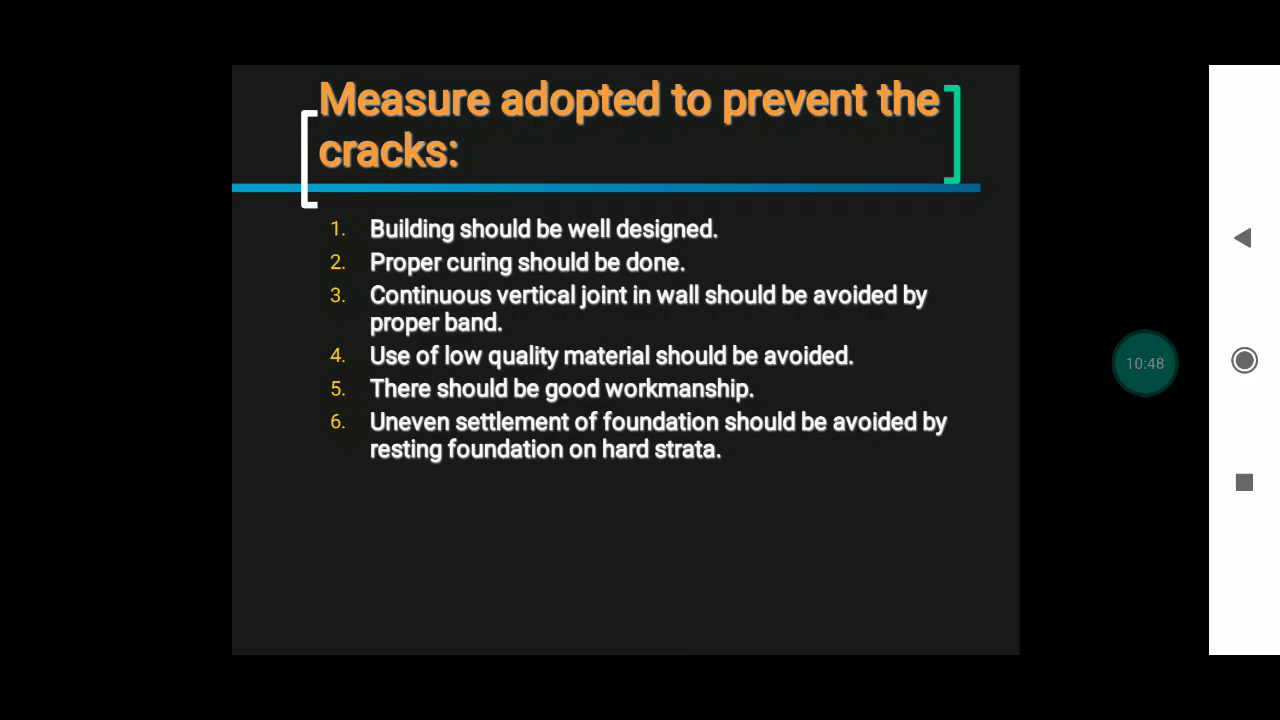 Measure adopted to prevent the
cracks:
1. Building should be well designed.
2. Proper curing should be done.
3. Continuous vertical joint in wall should be avoided by
proper band.
4. Use of low quality material should be avoided.
5. There should be good workmanship.
6. Uneven settlement of foundation should be avoided by
resting foundation on hard strata.
10:48